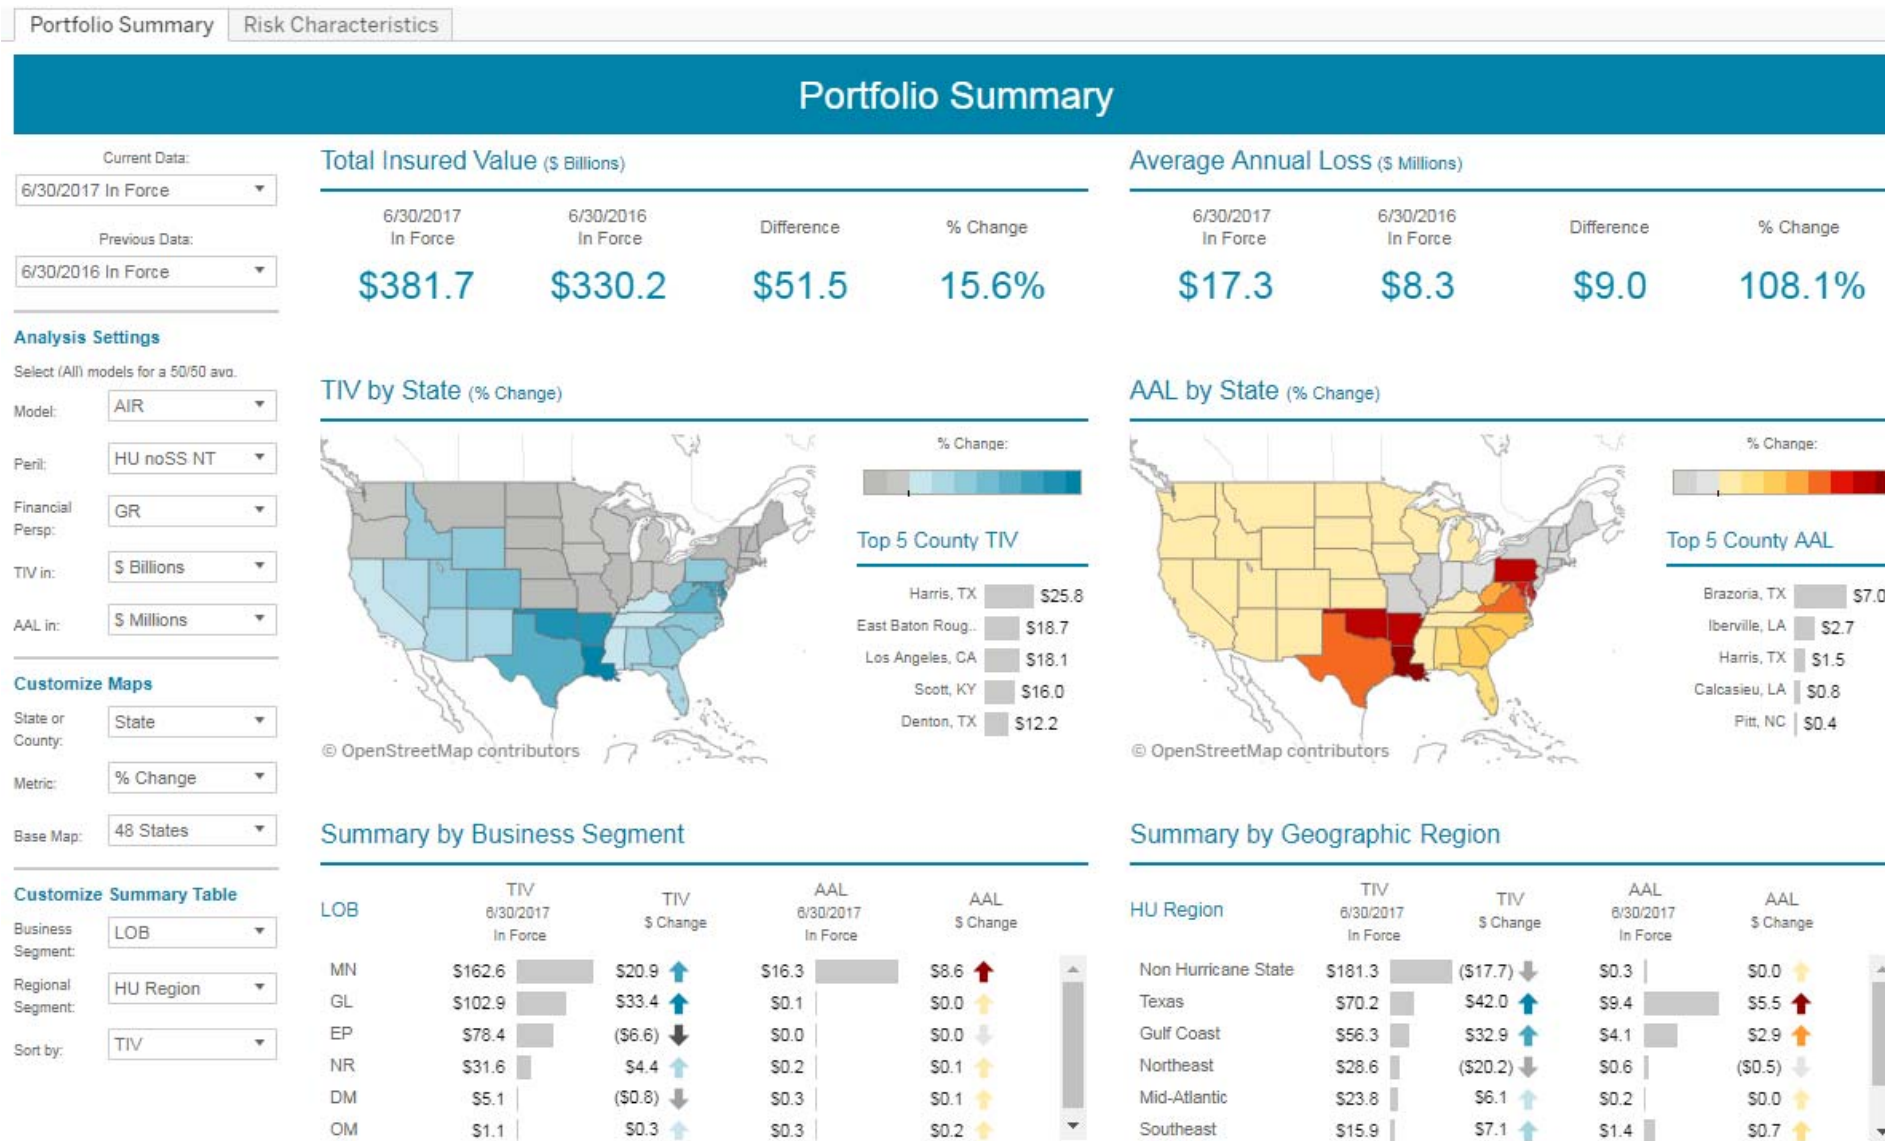 Portfolio Summary
Risk Characteristics
Portfolio Summary
Current Data:
6/30/2017 In Force
Previous Data:
6/30/2016 In Force
Analysis Settings
Select (All) models for a 50/50 avg.
Model: AIR
Peril: HU noSS NT
Financial
Persp: GR
TIV in: $ Billions
AAL in: $ Millions
Customize Maps
State or
County: State
Metric: % Change
Base Map: 48 States
Customize Summary Table
Business
Segment: LOB
Regional
Segment: HU Region
Sort by: TIV
Total Insured Value ($ Billions)
6/30/2017
In Force
6/30/2016
In Force
Difference
% Change
$381.7 $330.2 $51.5 15.6%
Average Annual Loss ($ Millions)
6/30/2017
In Force
6/30/2016
In Force
Difference
% Change
$17.3 $8.3 $9.0 108.1%
TIV by State (% Change)
% Change:
Top 5 County TIV
Harris, TX $25.8
East Baton Roug.. $18.7
Los Angeles, CA $18.1
Scott, KY $16.0
Denton, TX $12.2
© OpenStreetMap contributors
AAL by State (% Change)
% Change:
Top 5 County AAL
Brazoria, TX $7.0
Iberville, LA $2.7
Harris, TX $1.5
Calcasieu, LA $0.8
Pitt, NC $0.4
© OpenStreetMap contributors
Summary by Business Segment
LOB
TIV
6/30/2017
In Force
TIV
$ Change
AAL
6/30/2017
In Force
AAL
$ Change
MN $162.6 $20.9 $16.3 $8.6
GL $102.9 $33.4 $0.1 $0.0
EP $78.4 ($6.6) $0.0 $0.0
NR $31.6 $4.4 $0.2 $0.1
DM $5.1 ($0.8) $0.3 $0.1
OM $1.1 $0.3 $0.3 $0.2
Summary by Geographic Region
HU Region
TIV
6/30/2017
In Force
TIV
$ Change
AAL
6/30/2017
In Force
AAL
$ Change
Non Hurricane State $181.3 ($17.7) $0.3 $0.0
Texas $70.2 $42.0 $9.4 $5.5
Gulf Coast $56.3 $32.9 $4.1 $2.9
Northeast $28.6 ($20.2) $0.6 ($0.5)
Mid-Atlantic $23.8 $6.1 $0.2 $0.0
Southeast $15.9 $7.1 $1.4 $0.7